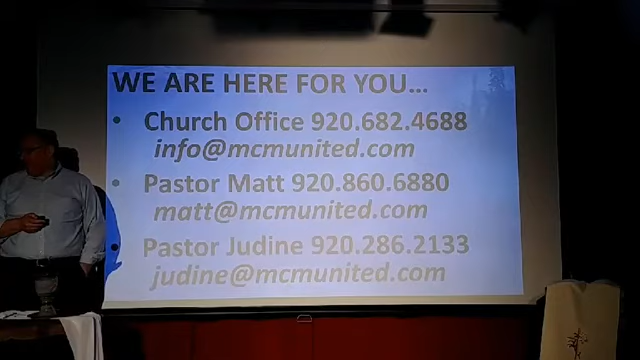 WE ARE HERE FOR YOU...
• Church Office 920.682.4688
info@mcmunited.com
• Pastor Matt 920.860.6880
matt@mcmunited.com
• Pastor Judine 920.286.2133
judine@mcmunited.com